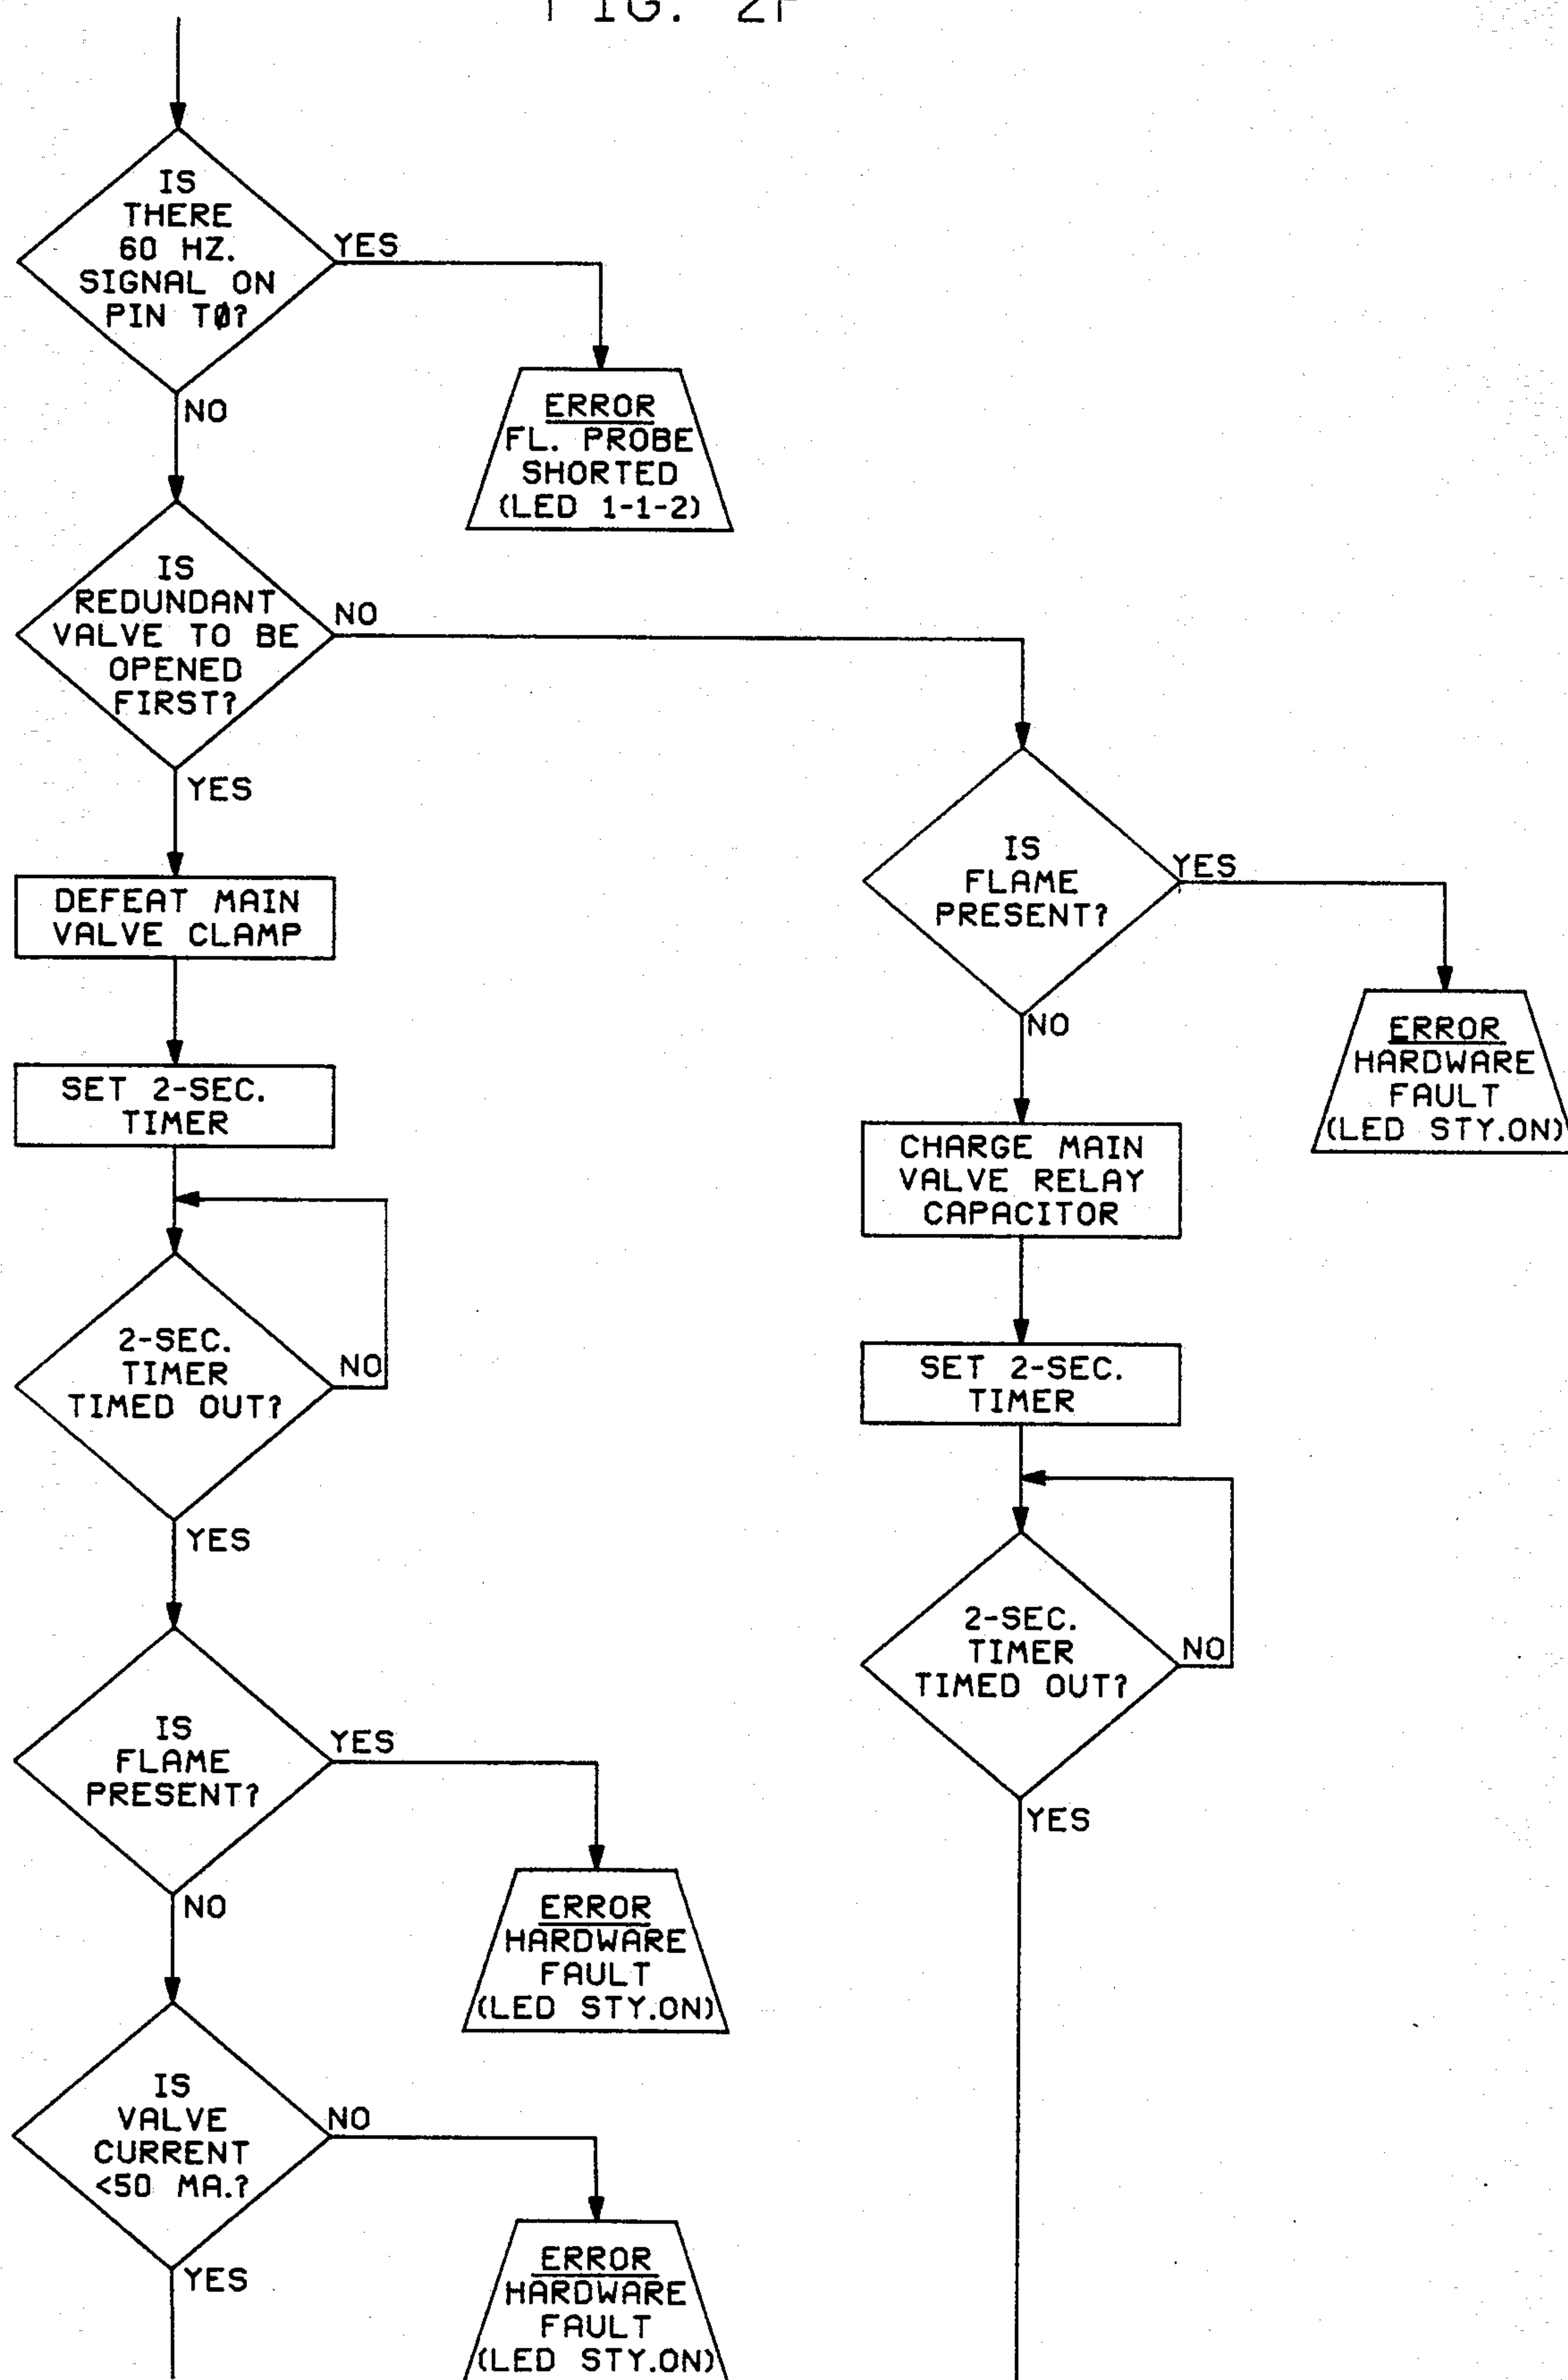 FIG. 2F
IS
THERE
60 HZ.
SIGNAL ON
PIN TØ?
YES
NO
ERROR
FL. PROBE
SHORTED
(LED 1-1-2)
IS
REDUNDANT
VALVE TO BE
OPENED
FIRST?
NO
YES
DEFEAT MAIN
VALVE CLAMP
SET 2-SEC.
TIMER
2-SEC.
TIMER
TIMED OUT?
NO
YES
IS
FLAME
PRESENT?
YES
NO
ERROR
HARDWARE
FAULT
(LED STY.ON)
IS
VALVE
CURRENT
<50 MA.?
NO
YES
ERROR
HARDWARE
FAULT
(LED STY.ON)
IS
FLAME
PRESENT?
YES
NO
ERROR
HARDWARE
FAULT
(LED STY.ON)
CHARGE MAIN
VALVE RELAY
CAPACITOR
SET 2-SEC.
TIMER
2-SEC.
TIMER
TIMED OUT?
NO
YES